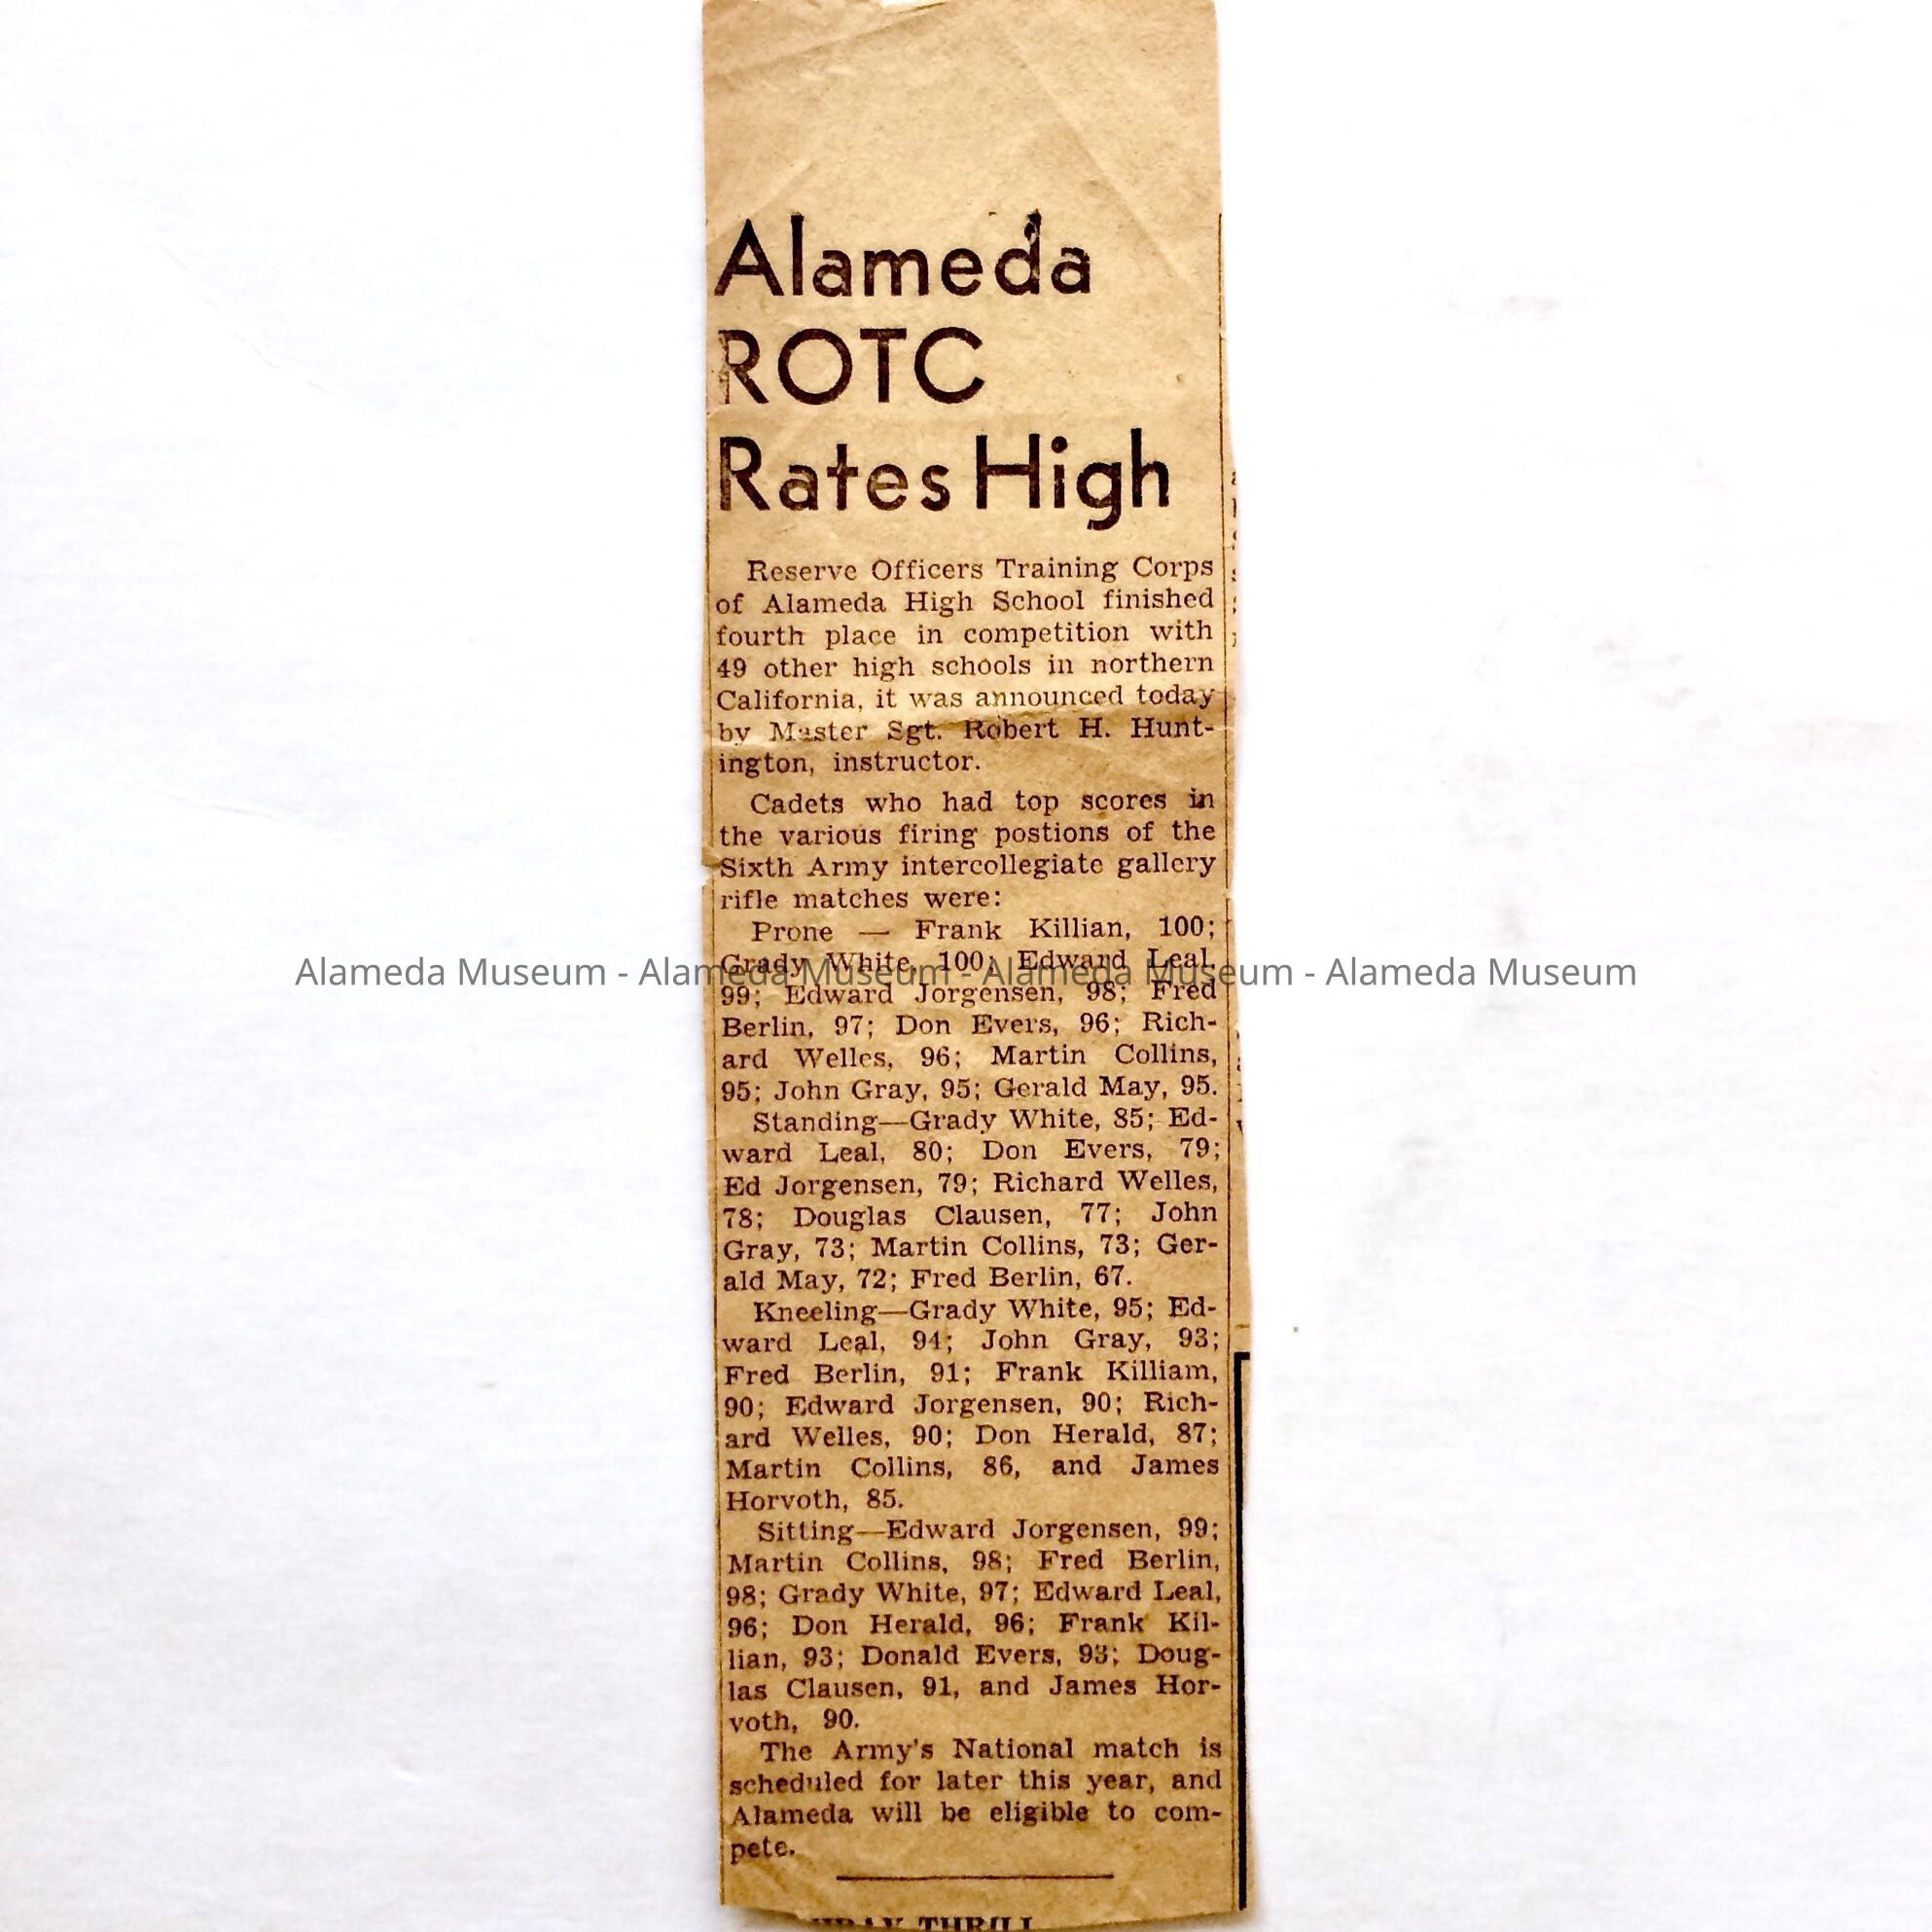 Alameda
ROTC
Rates High
Reserve Officers Training Corps
of Alameda High School finished
fourth place in competition with
49 other high schools in northern
California, it was announced today
by Master Sgt. Robert H. Hunt-
ington, instructor.
Cadets who had top scores in
the various firing postions of the
Sixth Army intercollegiate gallery
rifle matches were:
Prone — Frank Killian, 100;
Grady White, 100; Edward Leal,
Alameda Museum - Alameda Museum - Alameda Museum - Alameda Museum
99; Edward Jorgensen, 98; Fred
Berlin, 97; Don Evers, 96; Rich-
ard Welles, 96; Martin Collins,
95; John Gray, 95; Gerald May, 95.
Standing—Grady White, 85; Ed-
ward Leal, 80; Don Evers, 79;
Ed Jorgensen, 79; Richard Welles,
78; Douglas Clausen, 77; John
Gray, 73; Martin Collins, 73; Ger-
ald May, 72; Fred Berlin, 67.
Kneeling—Grady White, 95; Ed-
ward Leal, 94; John Gray, 93;
Fred Berlin, 91; Frank Killiam,
90; Edward Jorgensen, 90; Rich-
ard Welles, 90; Don Herald, 87;
Martin Collins, 86, and James
Horvoth, 85.
Sitting—Edward Jorgensen, 99;
Martin Collins, 98; Fred Berlin,
98; Grady White, 97; Edward Leal,
96; Don Herald, 96; Frank Kil-
lian, 93; Donald Evers, 93; Doug-
las Clausen, 91, and James Hor-
voth, 90.
The Army's National match is
scheduled for later this year, and
Alameda will be eligible to com-
pete.
THRILL